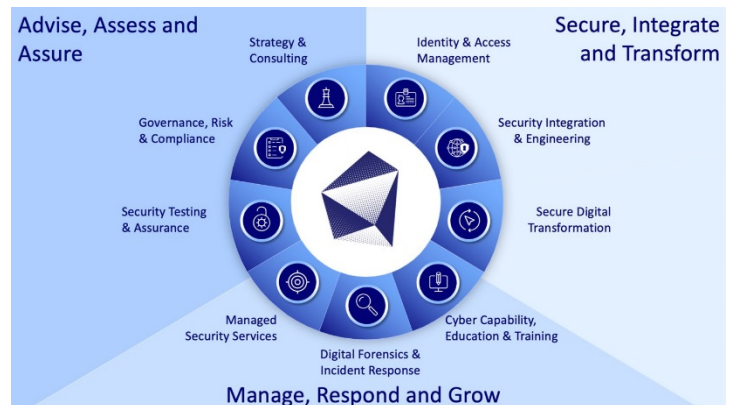 Advise, Assess and
Assure
Secure, Integrate
and Transform
Strategy &
Consulting
Identity & Access
Management
Governance, Risk
& Compliance
Security Integration
& Engineering
Security Testing
& Assurance
Secure Digital
Transformation
Managed
Security Services
Cyber Capability,
Education & Training
Digital Forensics &
Incident Response
Manage, Respond and Grow